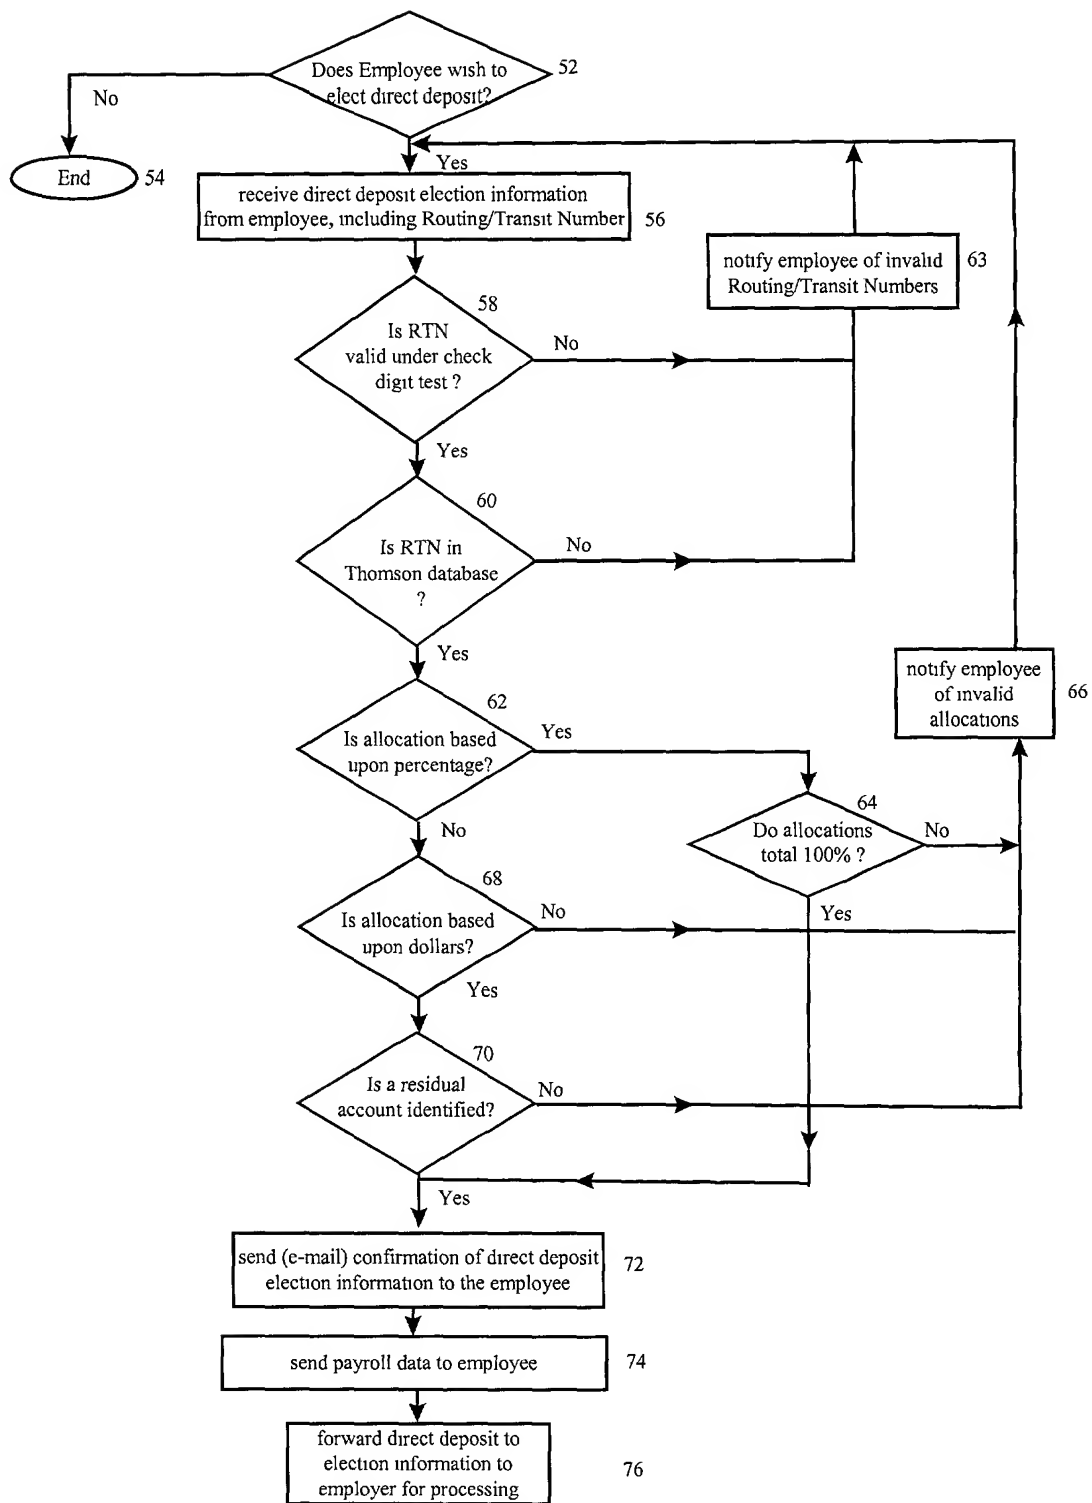 Does Employee wish to
elect direct deposit?
52
No
End
54
Yes
receive direct deposit election information
from employee, including Routing/Transit Number
56
notify employee of invalid
Routing/Transit Numbers
63
58
Is RTN
valid under check
digit test ?
No
Yes
60
Is RTN in
Thomson database
?
No
Yes
notify employee
of invalid
allocations
66
62
Is allocation based
upon percentage?
Yes
No
64
Do allocations
total 100% ?
No
Yes
68
Is allocation based
upon dollars?
No
Yes
70
Is a residual
account identified?
No
Yes
send (e-mail) confirmation of direct deposit
election information to the employee
72
send payroll data to employee
74
forward direct deposit to
election information to
employer for processing
76